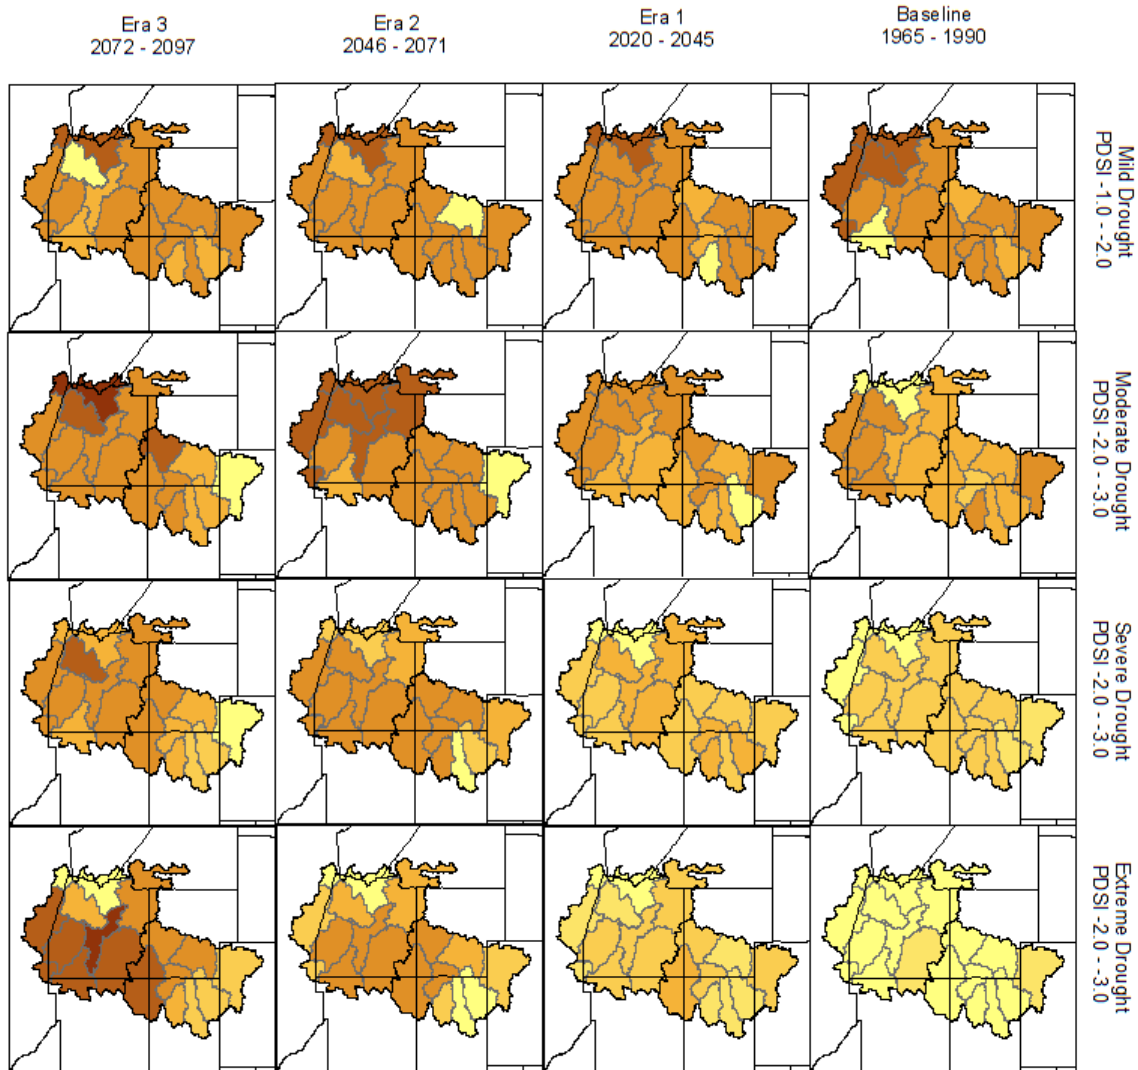 Era 3
2072 - 2097
Era 2
2046 - 2071
Era 1
2020 - 2045
Baseline
1965 - 1990
Mild Drought
PDSI -1.0 - -2.0
Moderate Drought
PDSI -2.0 - -3.0
Severe Drought
PDSI -2.0 - -3.0
Extreme Drought
PDSI -2.0 - -3.0